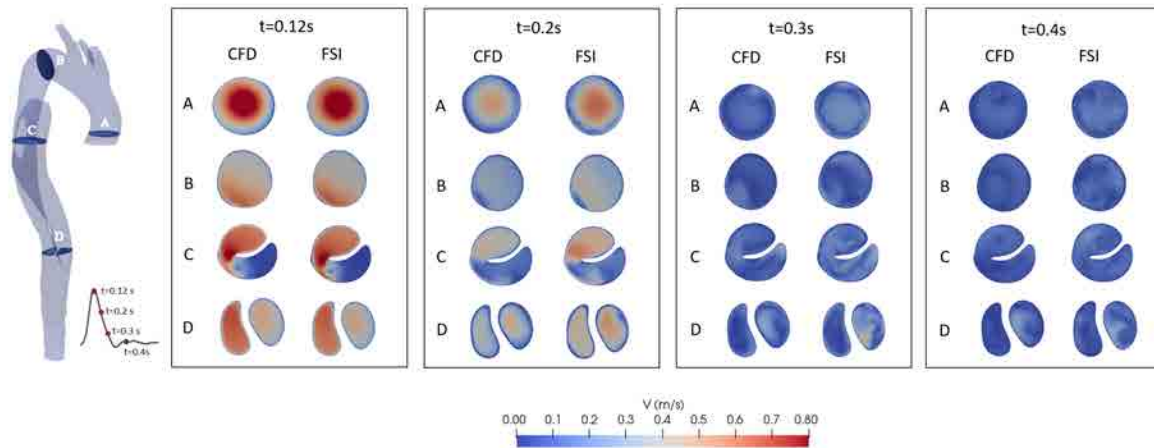 B
A
C
D
t=0.12 s
t=0.2 s
t=0.3 s
t=0.4s
t=0.12s
CFD FSI
A
B
C
D
t=0.2s
CFD FSI
A
B
C
D
t=0.3s
CFD FSI
A
B
C
D
t=0.4s
CFD FSI
A
B
C
D
V (m/s)
0.00 0.1 0.2 0.3 0.4 0.5 0.6 0.7 0.80